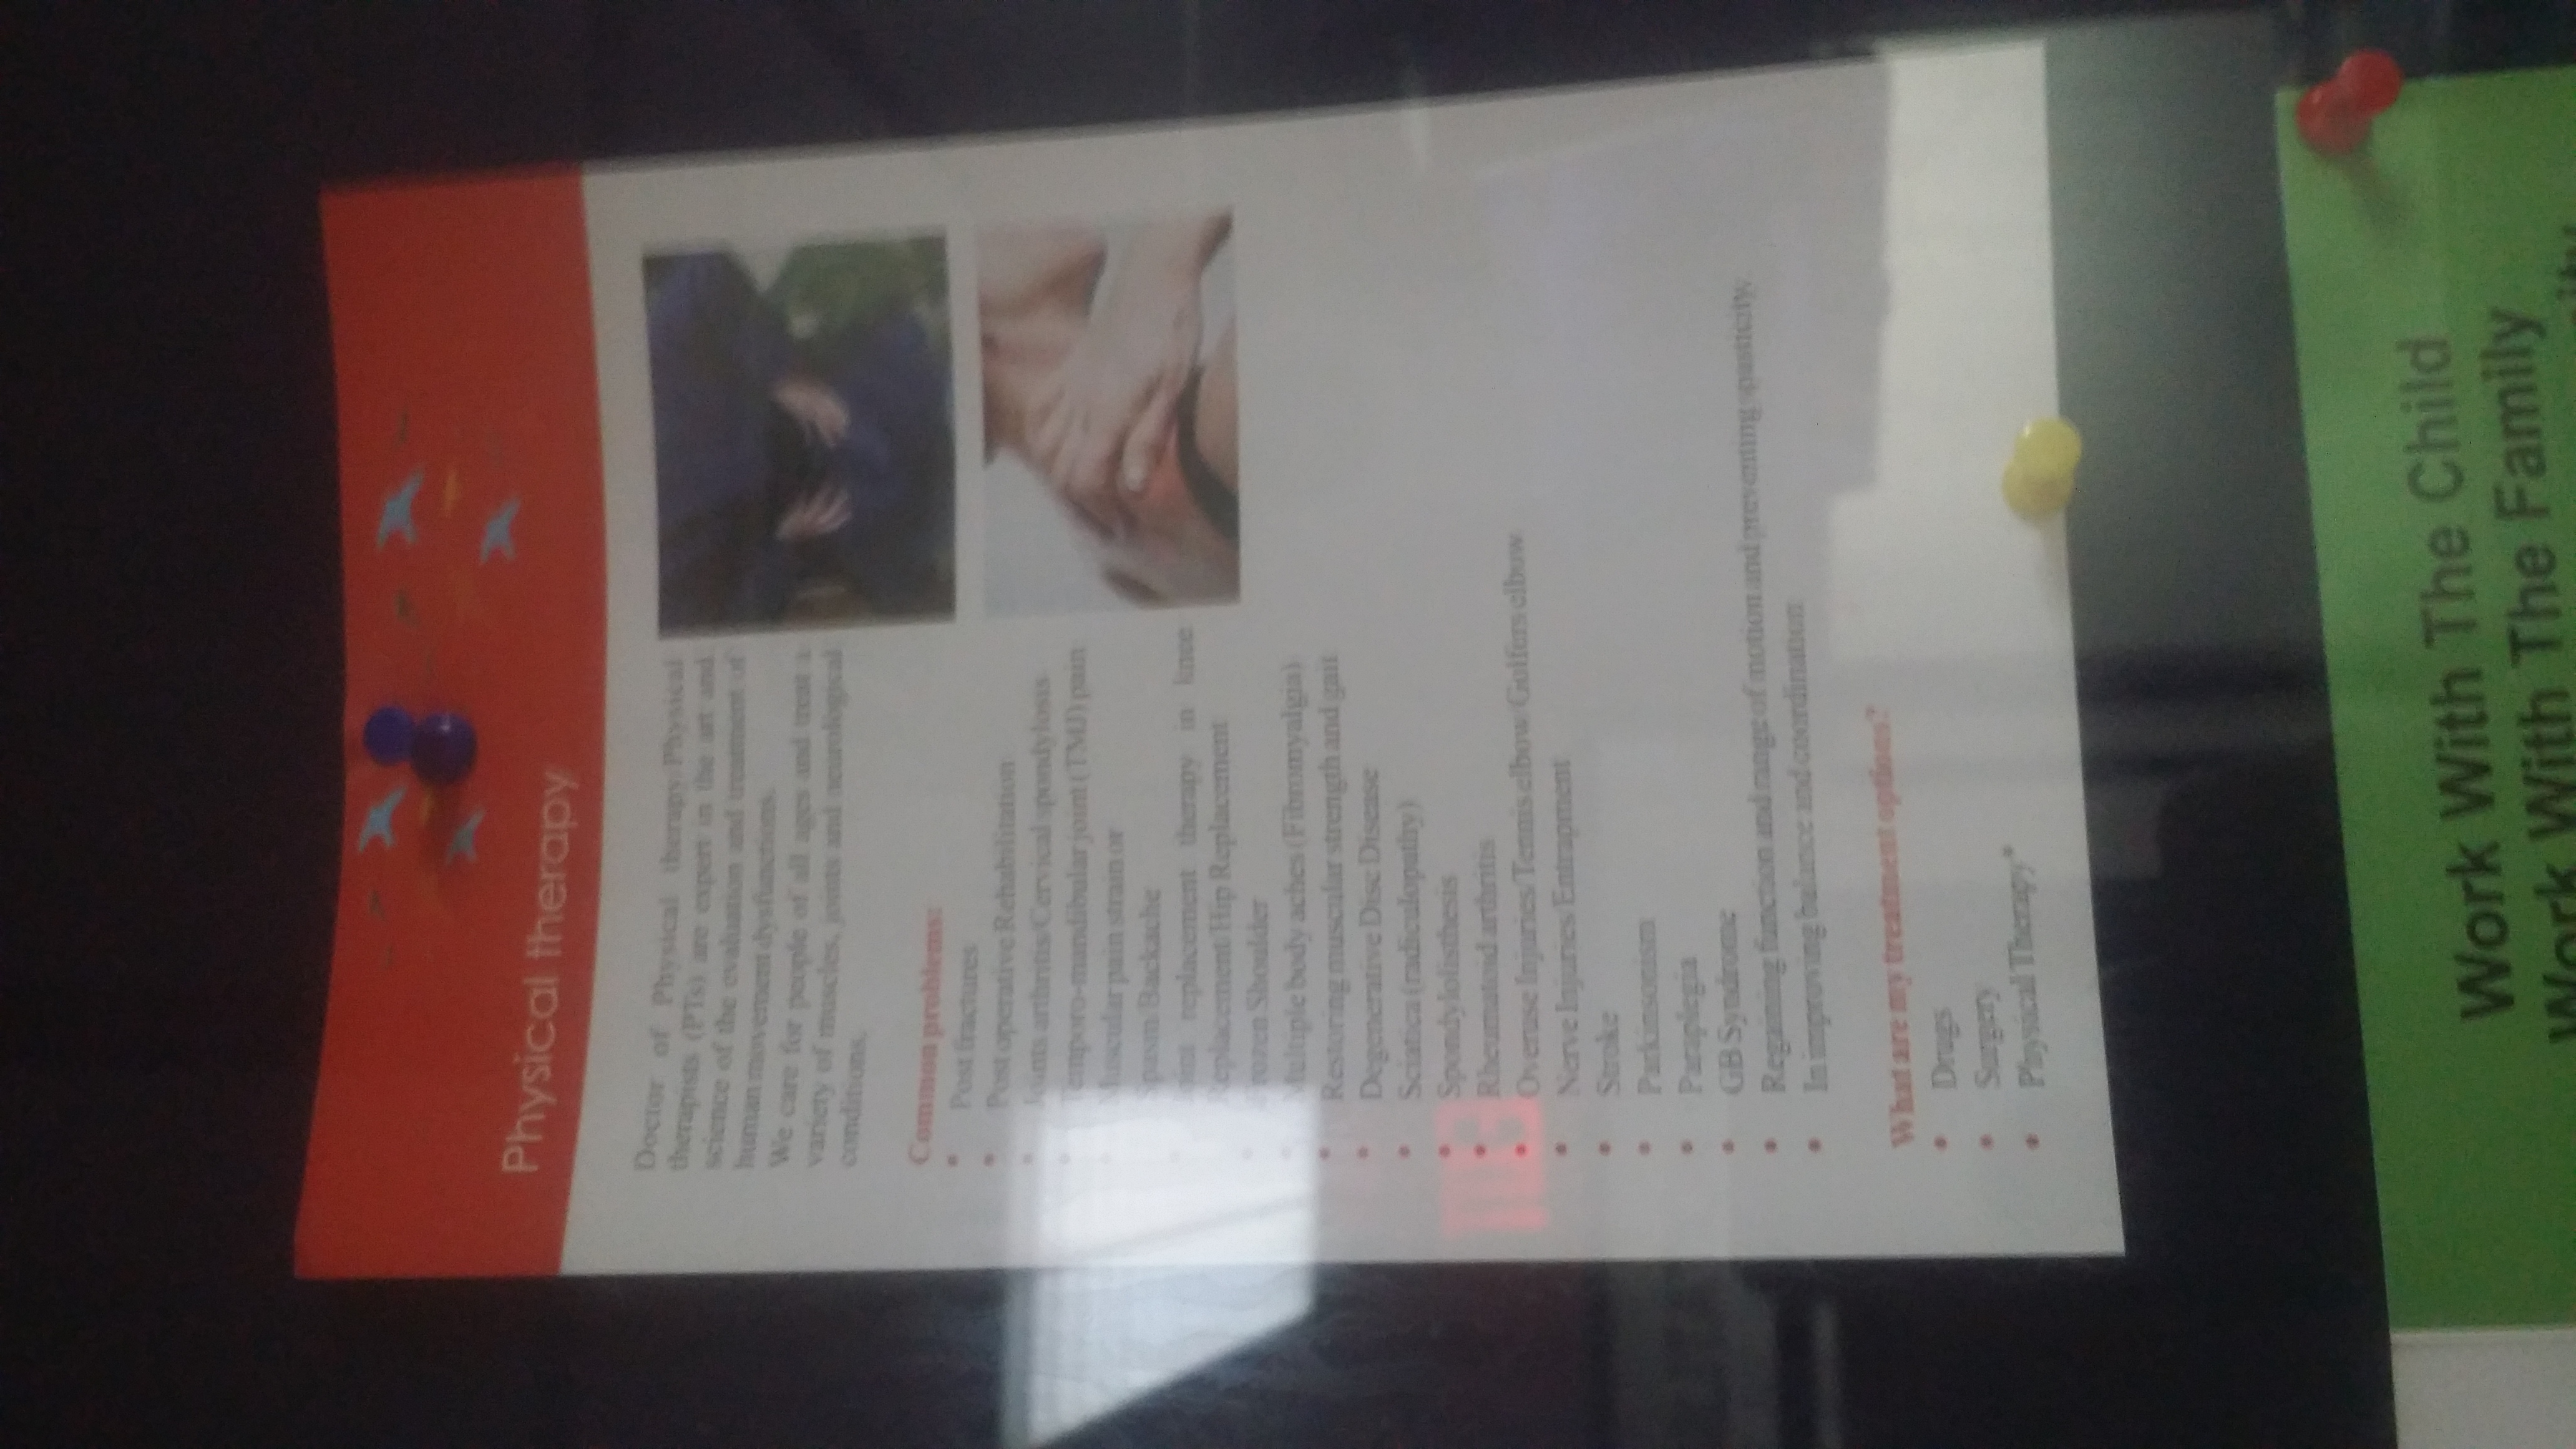 Physical therapy
Doctor of Physical therapy/Physical
therapists (PTs) are expert in the art and
science of the evaluation and treatment of
human movement dysfunctions.
We care for people of all ages and treat a
variety of muscles, joints and neurological
conditions.
Common problems:
• Post fractures
• Post operative Rehabilitation
• Joints arthritis/Cervical spondylosis
• Temporo-mandibular joint (TMJ) pain
• Muscular pain strain or
Spasm/Backache
• Joint replacement therapy in knee
Replacement/Hip Replacement
• Frozen Shoulder
• Multiple body aches (Fibromyalgia)
• Restoring muscular strength and gait
• Degenerative Disc Disease
• Sciatica (radiculopathy)
• Spondylolisthesis
• Rheumatoid arthritis
• Overuse Injuries/Tennis elbow/Golfers elbow
• Nerve Injuries/Entrapment
• Stroke
• Parkinsonism
• Paraplegia
• GB Syndrome
• Regaining function and range of motion and preventing spasticity.
• In improving balance and coordination
What are my treatment options?
• Drugs
• Surgery
• Physical Therapy*
Work With The Child
Work With The Family